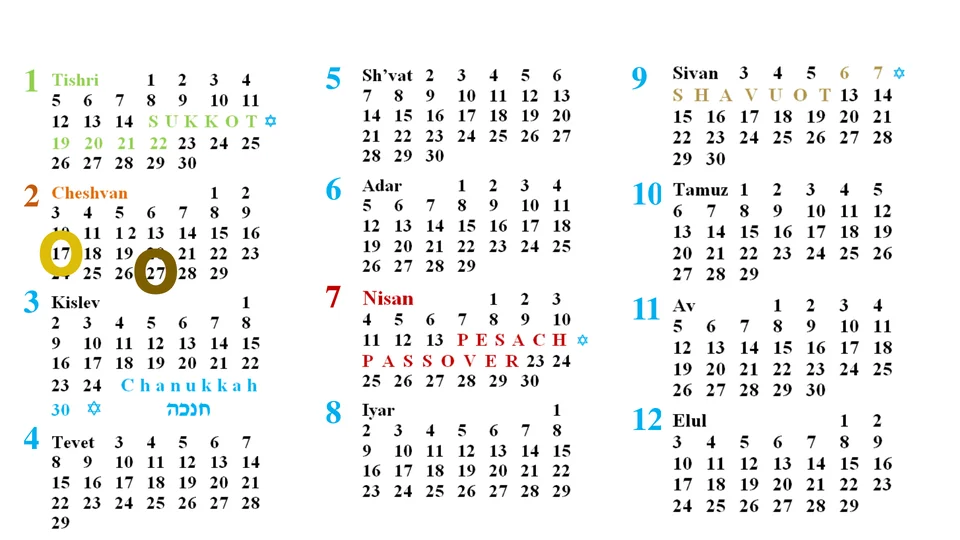 1 Tishri 1 2 3 4
5 6 7 8 9 10 11
12 13 14 S U K K O T ✡
19 20 21 22 23 24 25
26 27 28 29 30
2 Cheshvan 1 2
3 4 5 6 7 8 9
10 11 1 2 13 14 15 16
17 18 19 20 21 22 23
24 25 26 27 28 29
3 Kislev 1
2 3 4 5 6 7 8
9 10 11 12 13 14 15
16 17 18 19 20 21 22
23 24 C h a n u k k a h
30 ✡ חנכה
4 Tevet 3 4 5 6 7
8 9 10 11 12 13 14
15 16 17 18 19 20 21
22 23 24 25 26 27 28
29
5 Sh'vat 2 3 4 5 6
7 8 9 10 11 12 13
14 15 16 17 18 19 20
21 22 23 24 25 26 27
28 29 30
6 Adar 1 2 3 4
5 6 7 8 9 10 11
12 13 14 15 16 17 18
19 20 21 22 23 24 25
26 27 28 29
7 Nisan 1 2 3
4 5 6 7 8 9 10
11 12 13 P E S A C H ✡
P A S S O V E R 23 24
25 26 27 28 29 30
8 Iyar 1
2 3 4 5 6 7 8
9 10 11 12 13 14 15
16 17 18 19 20 21 22
23 24 25 26 27 28 29
9 Sivan 3 4 5 6 7 ✡
S H A V U O T 13 14
15 16 17 18 19 20 21
22 23 24 25 26 27 28
29 30
10 Tamuz 1 2 3 4 5
6 7 8 9 10 11 12
13 14 15 16 17 18 19
20 21 22 23 24 25 26
27 28 29
11 Av 1 2 3 4
5 6 7 8 9 10 11
12 13 14 15 16 17 18
19 20 21 22 23 24 25
26 27 28 29 30
12 Elul 1 2
3 4 5 6 7 8 9
10 11 12 13 14 15 16
17 18 19 20 21 22 23
24 25 26 27 28 29